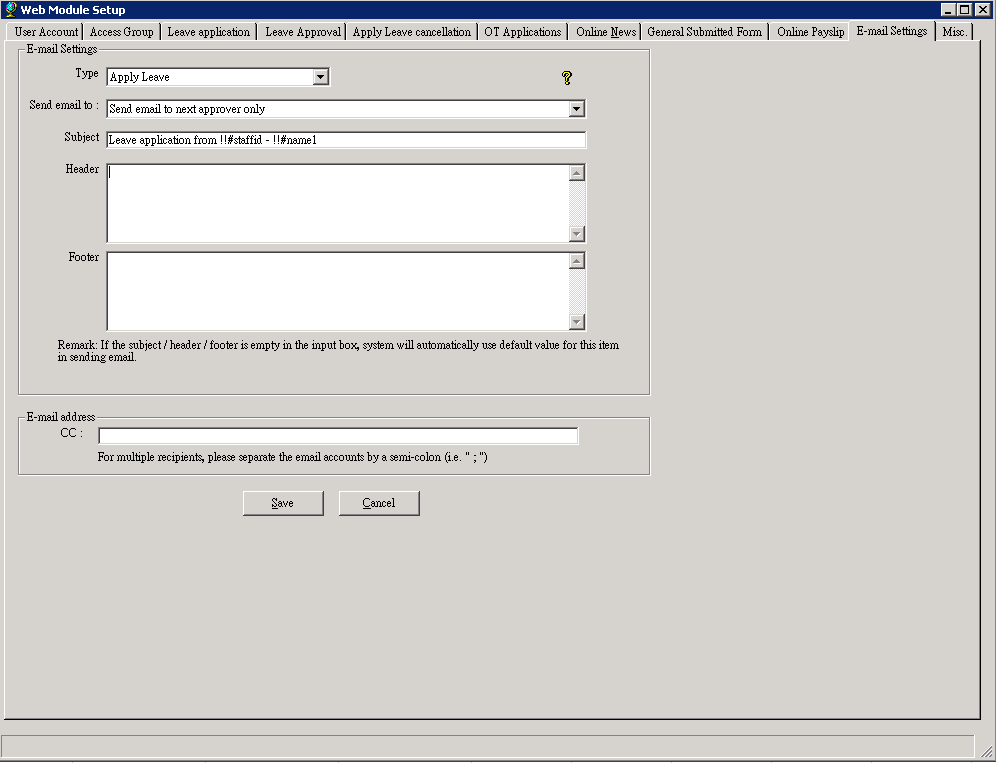 Web Module Setup
User Account Access Group Leave application Leave Approval Apply Leave cancellation OT Applications Online News General Submitted Form Online Payslip E-mail Settings Misc.
E-mail Settings
Type Apply Leave ?
Send email to : Send email to next approver only
Subject Leave application from !!#staffid - !!#name1
Header
Footer
Remark: If the subject / header / footer is empty in the input box, system will automatically use default value for this item
in sending email.
E-mail address
CC :
For multiple recipients, please separate the email accounts by a semi-colon (i.e. " ; ")
Save Cancel